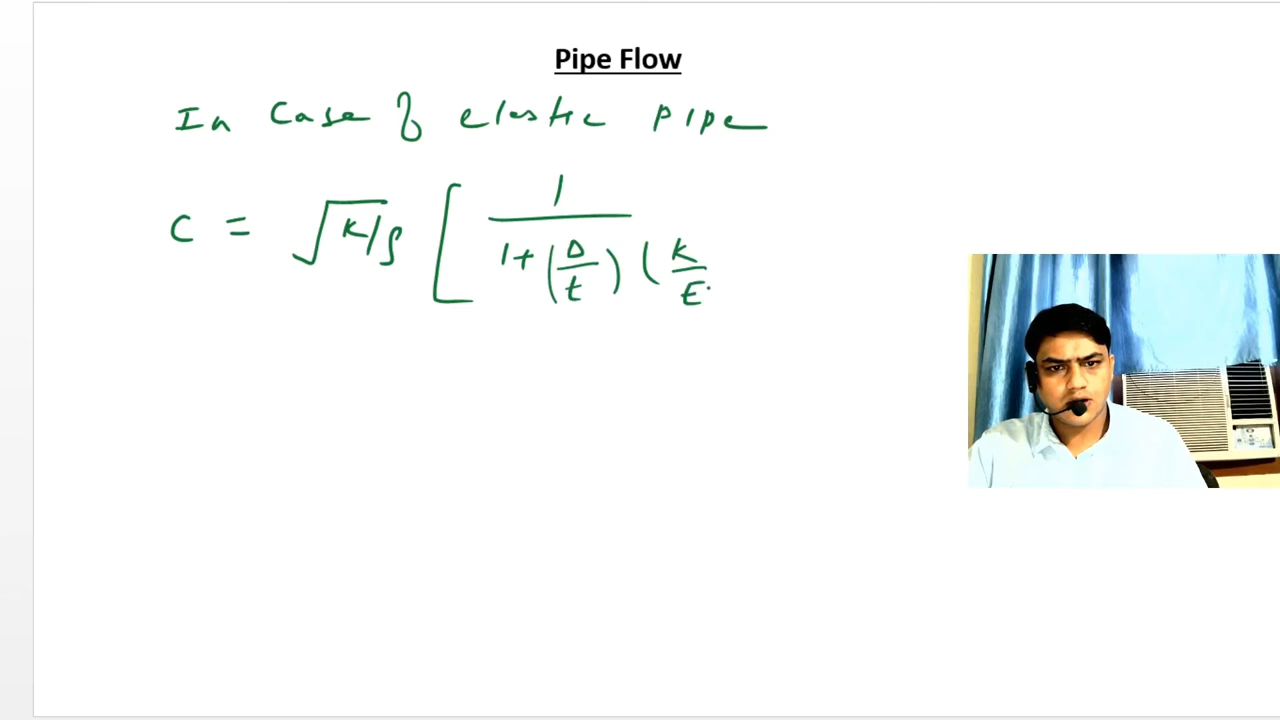 Pipe Flow
In Case of elastic pipe
C = √K/ρ [ 1 / 1 + (D/t) (K/E